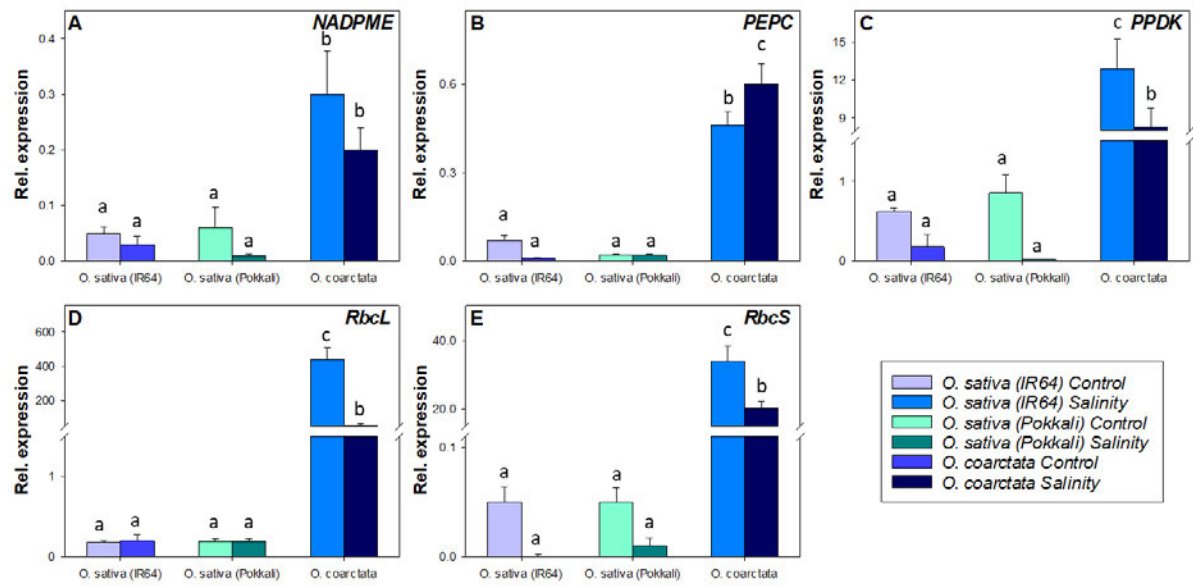 A
NADPME
Rel. expression
0.4
0.3
0.2
0.1
0.0
a
a
a
a
b
b
O. sativa (IR64)
O. sativa (Pokkali)
O. coarctata
B
PEPC
Rel. expression
0.6
0.3
0.0
a
a
a
a
b
c
O. sativa (IR64)
O. sativa (Pokkali)
O. coarctata
C
PPDK
Rel. expression
15
12
9
1
0
a
a
a
a
c
b
O. sativa (IR64)
O. sativa (Pokkali)
O. coarctata
D
RbcL
Rel. expression
600
400
200
1
0
a
a
a
a
c
b
O. sativa (IR64)
O. sativa (Pokkali)
O. coarctata
E
RbcS
Rel. expression
40.0
20.0
0.1
0.0
a
a
a
a
c
b
O. sativa (IR64)
O. sativa (Pokkali)
O. coarctata
O. sativa (IR64) Control
O. sativa (IR64) Salinity
O. sativa (Pokkali) Control
O. sativa (Pokkali) Salinity
O. coarctata Control
O. coarctata Salinity